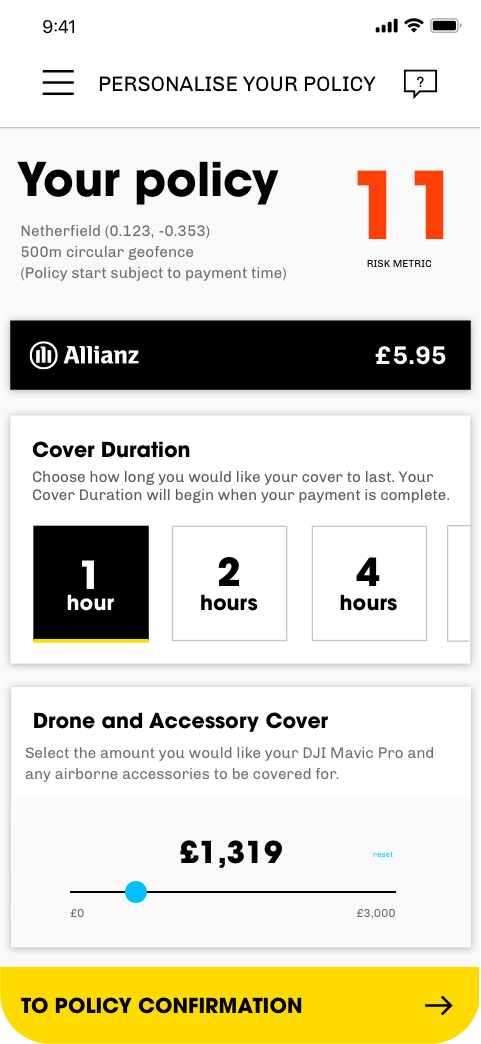 9:41
PERSONALISE YOUR POLICY
?
Your policy
11
Netherfield (0.123, -0.353)
500m circular geofence
(Policy start subject to payment time)
RISK METRIC
Allianz
£5.95
Cover Duration
Choose how long you would like your cover to last. Your
Cover Duration will begin when your payment is complete.
1
hour
2
hours
4
hours
Drone and Accessory Cover
Select the amount you would like your DJI Mavic Pro and
any airborne accessories to be covered for.
£1,319
reset
£0
£3,000
TO POLICY CONFIRMATION